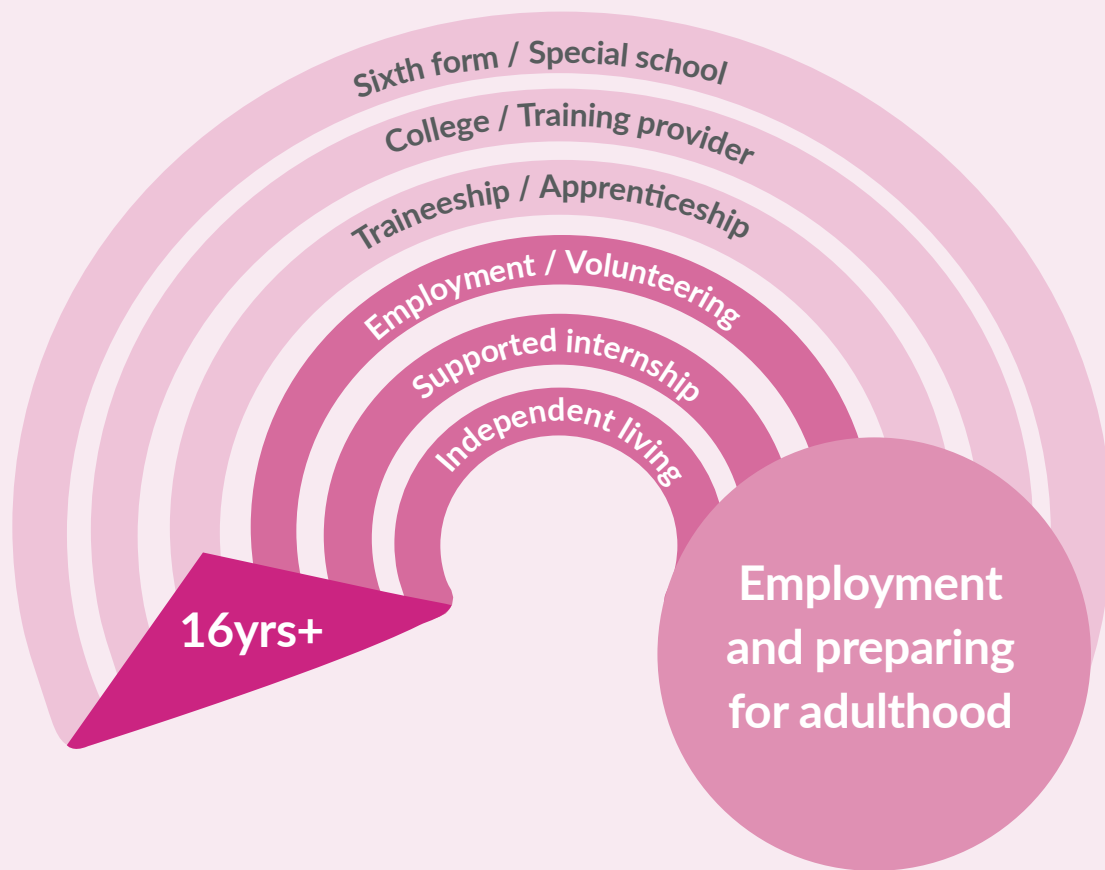 Sixth form / Special school
College / Training provider
Traineeship / Apprenticeship
Employment / Volunteering
Supported internship
Independent living
16yrs+
Employment
and preparing
for adulthood